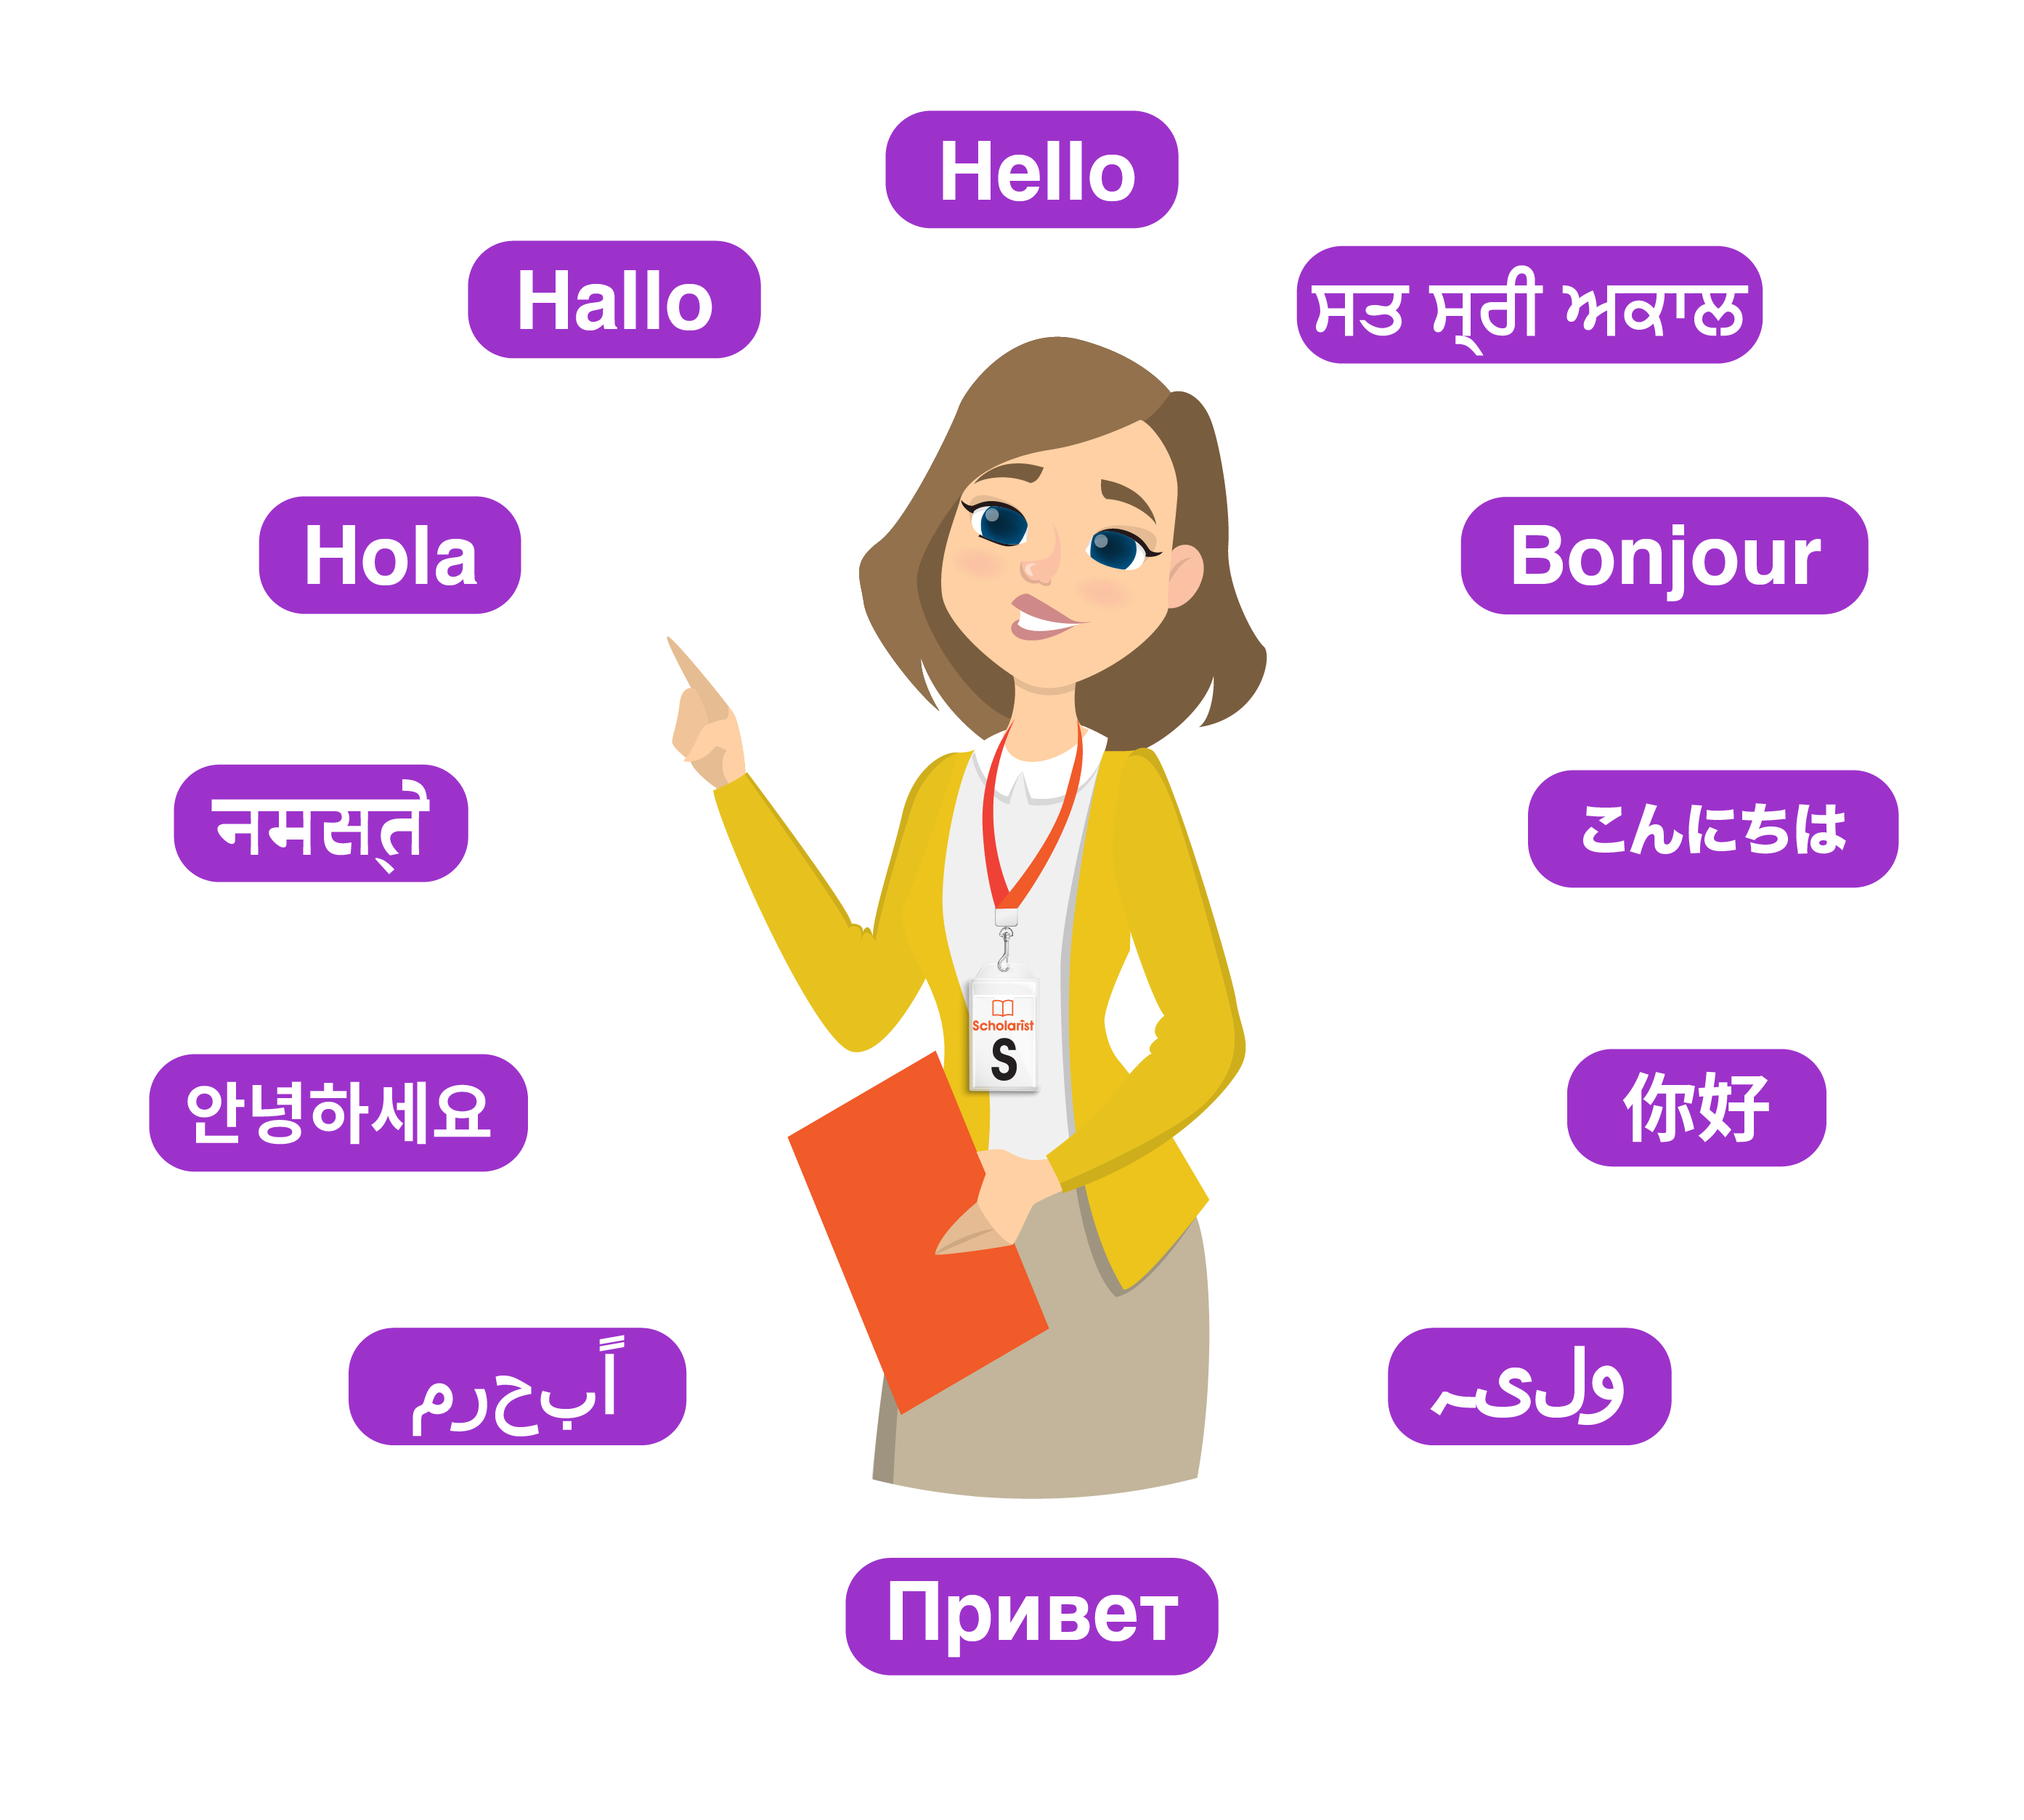 Hello
Hallo
ਸਤ ਸ੍ਰੀ ਅਕਾਲ
Hola
Bonjour
नमस्ते
こんにちは
안녕하세요
你好
Scholarist
S
اًبحرم
ولیہ
Привет